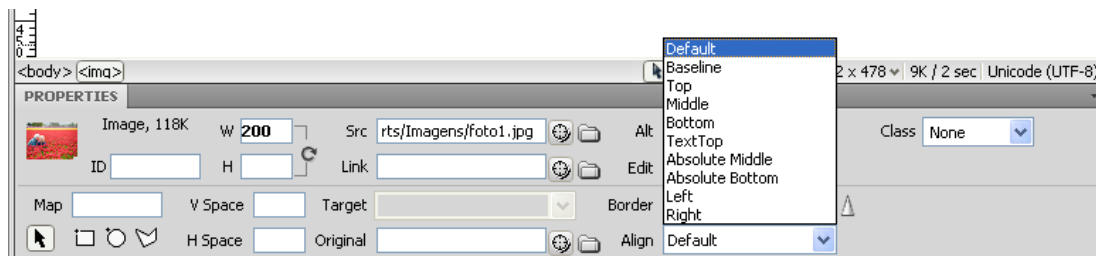 <body> <img> 2 x 478 9K / 2 sec Unicode (UTF-8)
PROPERTIES
Image, 118K W 200 Src rts/Imagens/foto1.jpg Alt Class None
ID H Link Edit
Map V Space Target Border
H Space Original Align Default
Default
Baseline
Top
Middle
Bottom
TextTop
Absolute Middle
Absolute Bottom
Left
Right